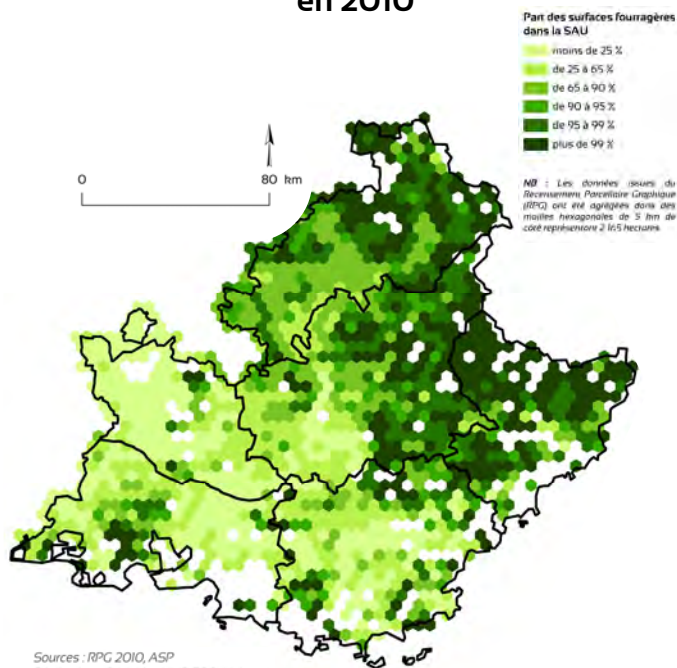 en 2010
Part des surfaces fourragères
dans la SAU
moins de 25 %
de 25 à 65 %
de 65 à 90 %
de 90 à 95 %
de 95 à 99 %
plus de 99 %
0 80 km
NB : Les données issues du
Recensement Parcellaire Graphique
(RPG) ont été agrégées dans des
mailles hexagonales de 5 km de
côté représentant 2 165 hectares
Sources : RPG 2010, ASP